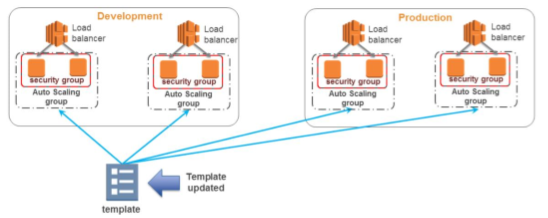 Development
Load
balancer
security group
Auto Scaling
group
Load
balancer
security group
Auto Scaling
group
Production
Load
balancer
security group
Auto Scaling
group
Load
balancer
security group
Auto Scaling
group
template
Template
updated